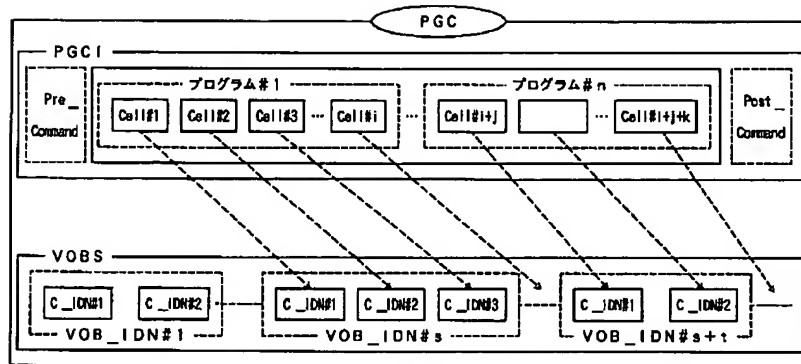 PGC
PGCI
プログラム#1
プログラム#n
Pre_
Command
Cell#1
Cell#2
Cell#3
…
Cell#i
…
Cell#i+j
…
Cell#i+j+k
Post_
Command
VOBS
C_IDN#1
C_IDN#2
C_IDN#1
C_IDN#2
C_IDN#3
C_IDN#1
C_IDN#2
VOB_IDN#1
VOB_IDN#s
VOB_IDN#s+t